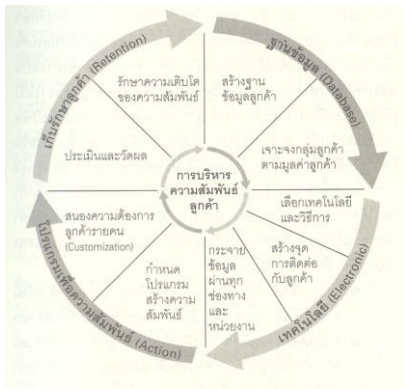 เก็บรักษาลูกค้า (Retention)
ฐานข้อมูล (Database)
เทคโนโลยี (Electronic)
โปรแกรมเพื่อความสัมพันธ์ (Action)
การบริหาร
ความสัมพันธ์
ลูกค้า
สร้างฐาน
ข้อมูลลูกค้า
เจาะจงกลุ่มลูกค้า
ตามมูลค่าลูกค้า
เลือกเทคโนโลยี
และวิธีการ
สร้างจุด
การติดต่อ
กับลูกค้า
กระจาย
ข้อมูล
ผ่านทุก
ช่องทาง
และ
หน่วยงาน
กำหนด
โปรแกรม
สร้างความ
สัมพันธ์
สนองความต้องการ
ลูกค้ารายคน
(Customization)
ประเมินและวัดผล
รักษาความเติบโต
ของความสัมพันธ์